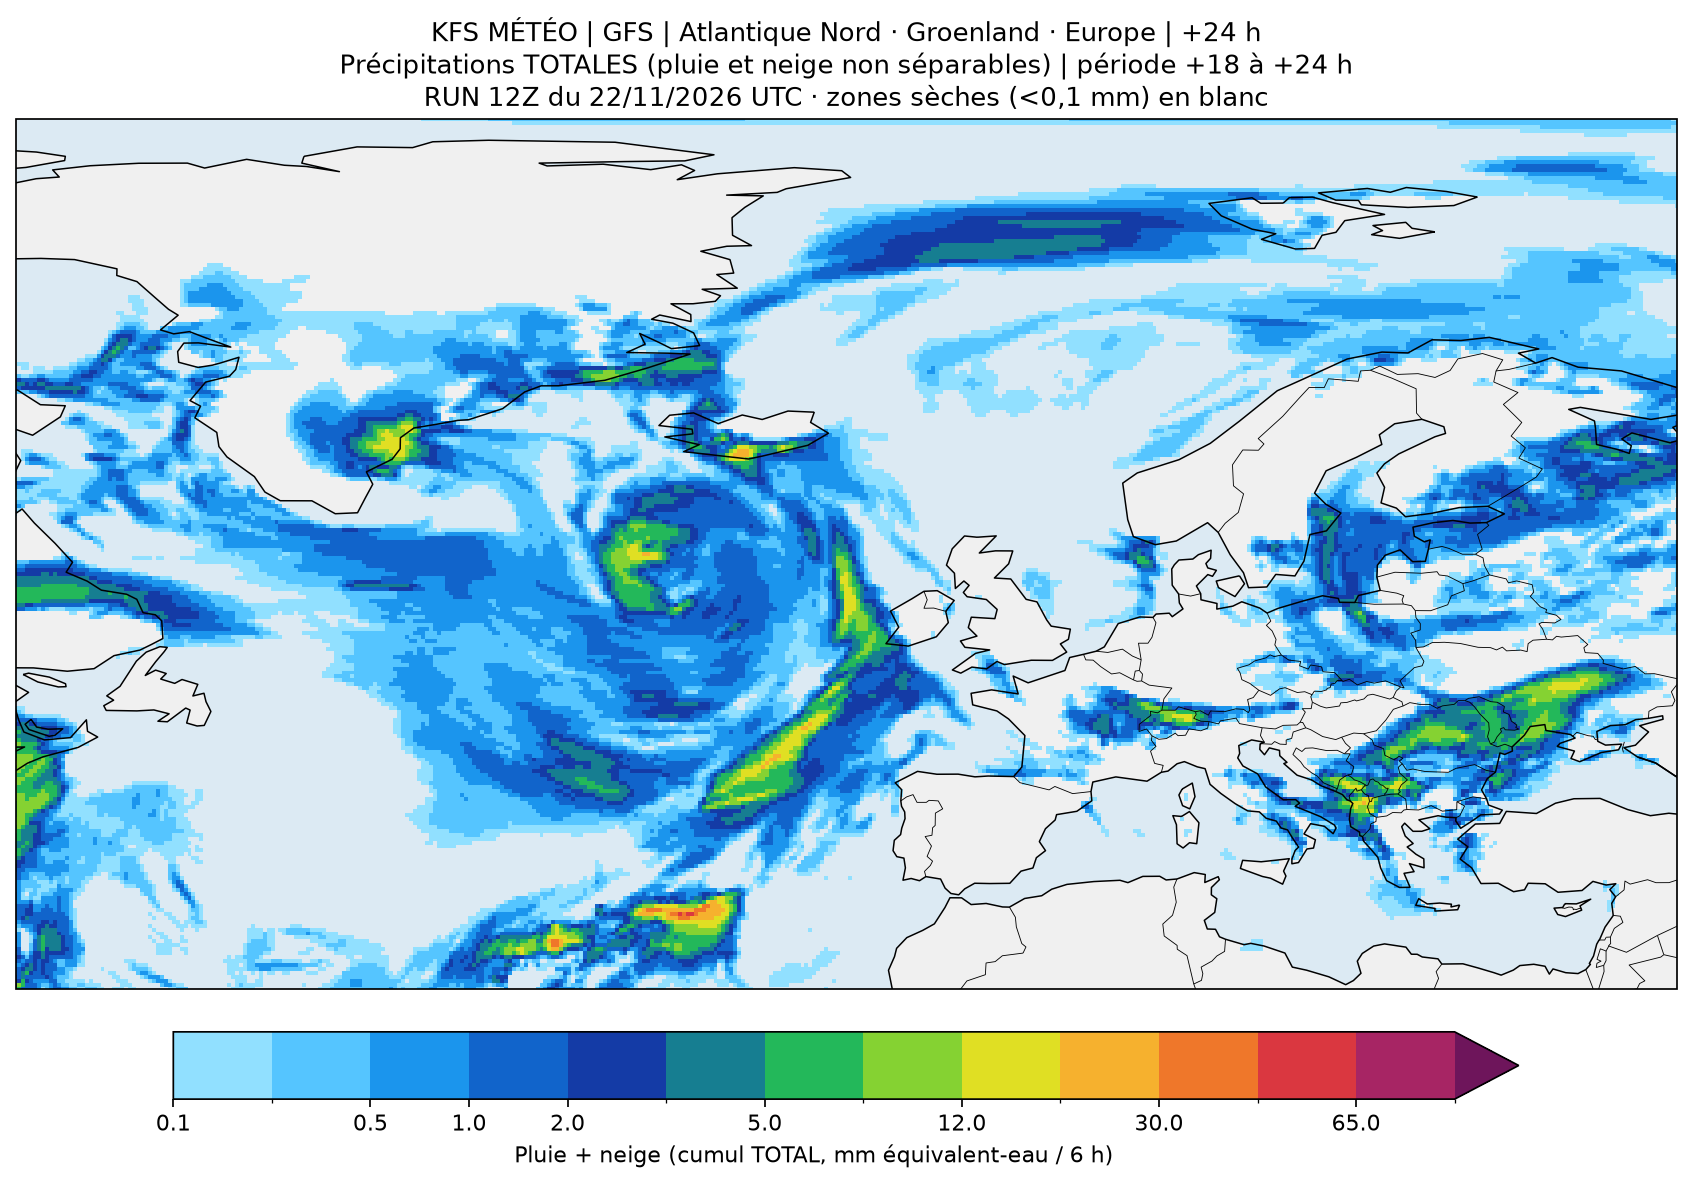 KFS MÉTÉO | GFS | Atlantique Nord · Groenland · Europe | +24 h
Précipitations TOTALES (pluie et neige non séparables) | période +18 à +24 h
RUN 12Z du 22/11/2026 UTC · zones sèches (<0,1 mm) en blanc
0.1 0.5 1.0 2.0 5.0 12.0 30.0 65.0
Pluie + neige (cumul TOTAL, mm équivalent-eau / 6 h)